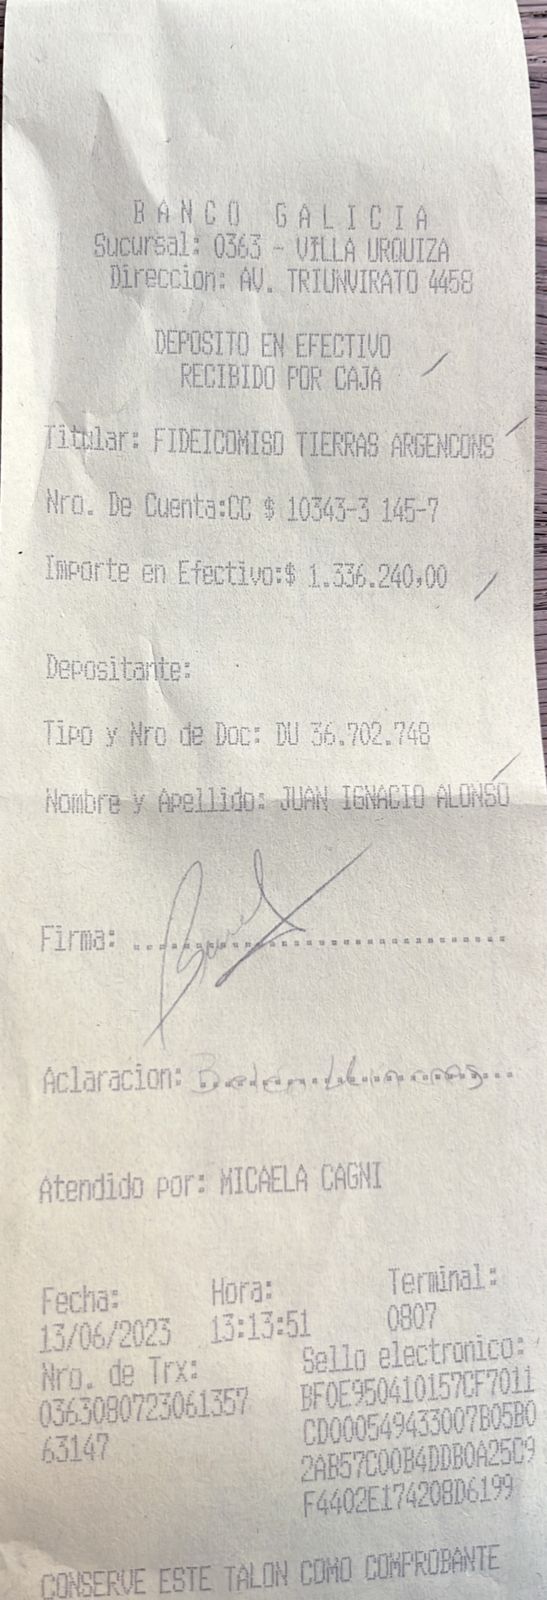 BANCO GALICIA
Sucursal: 0363 - VILLA URQUIZA
Direccion: AV. TRIUNVIRATO 4458
DEPOSITO EN EFECTIVO
RECIBIDO POR CAJA
Titular: FIDEICOMISO TIERRAS ARGENCONS
Nro. De Cuenta:CC $ 10343-3 145-7
Importe en Efectivo:$ 1.336.240,00
Depositante:
Tipo y Nro de Doc: DU 36.702.748
Nombre y Apellido: JUAN IGNACIO ALONSO
Firma:
Aclaracion: Belen
Atendido por: MICAELA CAGNI
Fecha: Hora: Terminal:
13/06/2023 13:13:51 0807
Nro. de Trx: Sello electronico:
0363080723061357 BF0E950410157CF7011
63147 CD000549433007B05B0
2AB57C00B4DDB0A25C9
F4402E174208D6199
CONSERVE ESTE TALON COMO COMPROBANTE